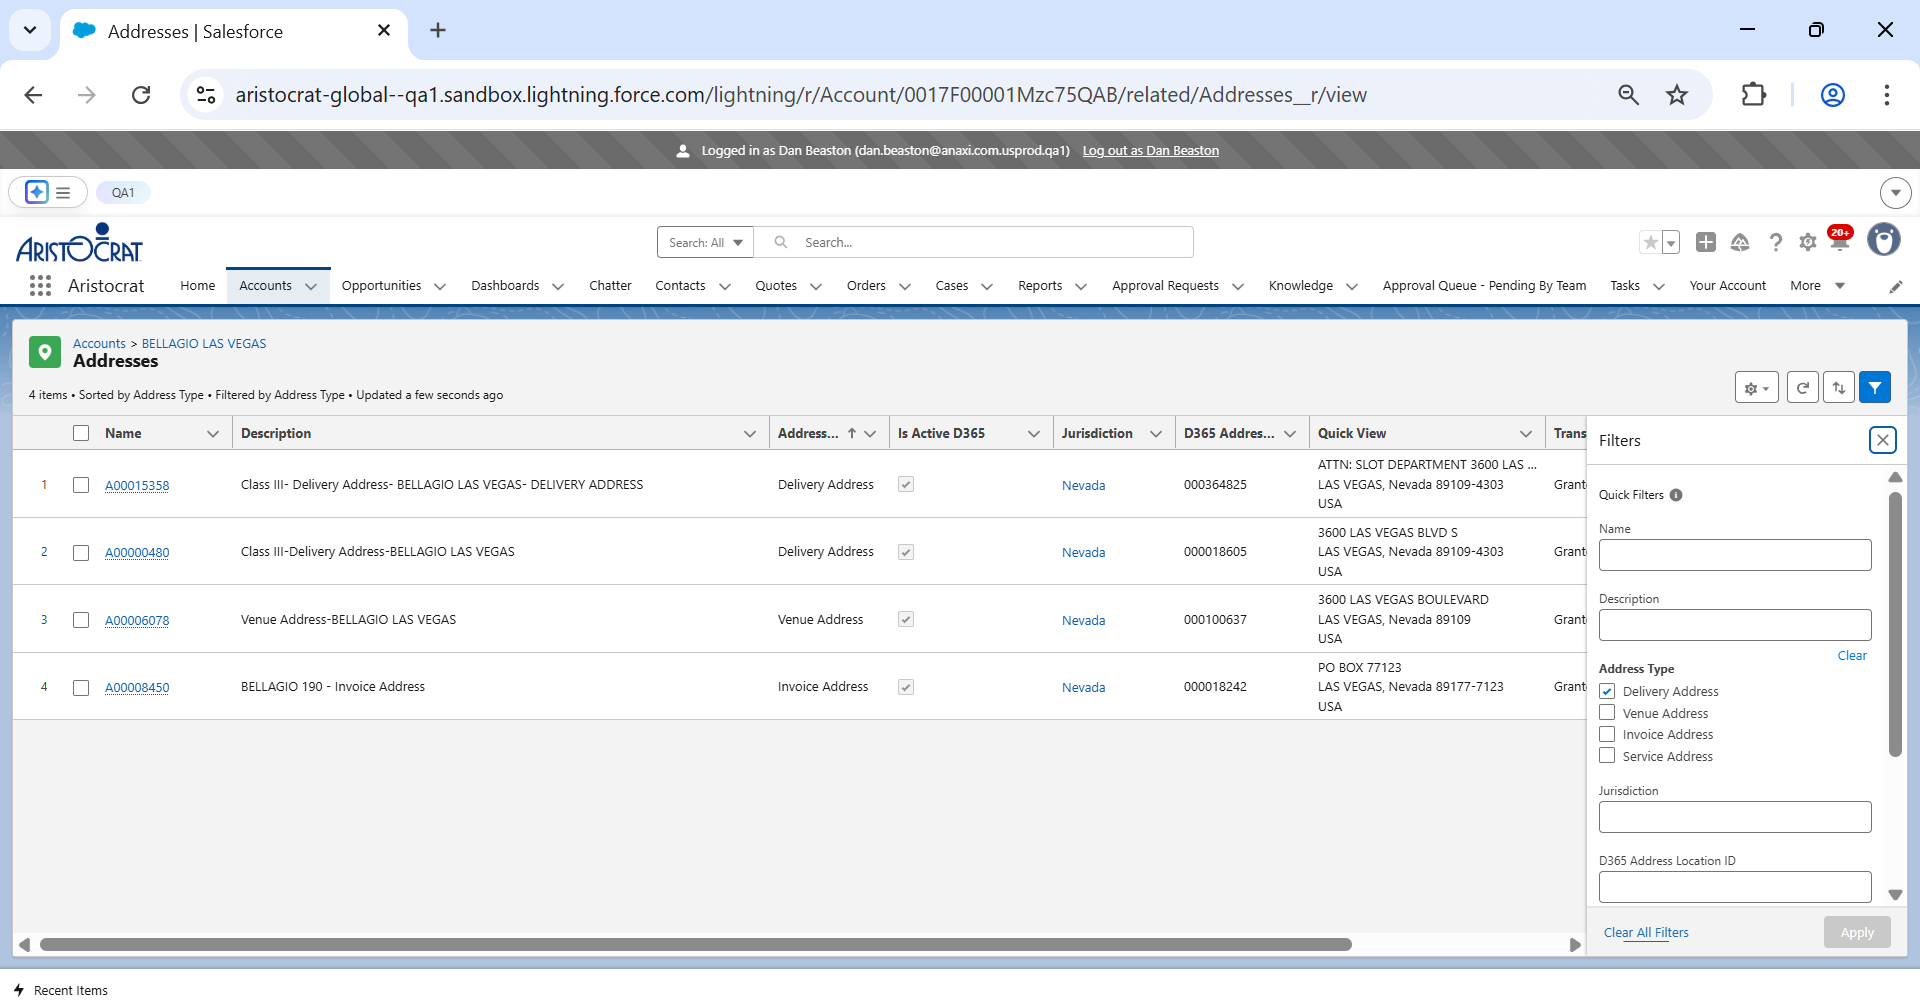 Addresses | Salesforce
aristocrat-global--qa1.sandbox.lightning.force.com/lightning/r/Account/0017F00001Mzc75QAB/related/Addresses__r/view
Logged in as Dan Beaston (dan.beaston@anaxi.com.usprod.qa1) Log out as Dan Beaston
QA1
ARISTOCRAT
Search: All Search...
20+
Aristocrat Home Accounts Opportunities Dashboards Chatter Contacts Quotes Orders Cases Reports Approval Requests Knowledge Approval Queue - Pending By Team Tasks Your Account More
Accounts > BELLAGIO LAS VEGAS
Addresses
4 items • Sorted by Address Type • Filtered by Address Type • Updated a few seconds ago
Name Description Address... Is Active D365 Jurisdiction D365 Addres... Quick View Trans
1 A00015358 Class III- Delivery Address- BELLAGIO LAS VEGAS- DELIVERY ADDRESS Delivery Address Nevada 000364825 ATTN: SLOT DEPARTMENT 3600 LAS ...
LAS VEGAS, Nevada 89109-4303
USA
Grant
2 A00000480 Class III-Delivery Address-BELLAGIO LAS VEGAS Delivery Address Nevada 000018605 3600 LAS VEGAS BLVD S
LAS VEGAS, Nevada 89109-4303
USA
Grant
3 A00006078 Venue Address-BELLAGIO LAS VEGAS Venue Address Nevada 000100637 3600 LAS VEGAS BOULEVARD
LAS VEGAS, Nevada 89109
USA
Grant
4 A00008450 BELLAGIO 190 - Invoice Address Invoice Address Nevada 000018242 PO BOX 77123
LAS VEGAS, Nevada 89177-7123
USA
Grant
Filters
Quick Filters
Name
Description
Clear
Address Type
Delivery Address
Venue Address
Invoice Address
Service Address
Jurisdiction
D365 Address Location ID
Clear All Filters Apply
Recent Items